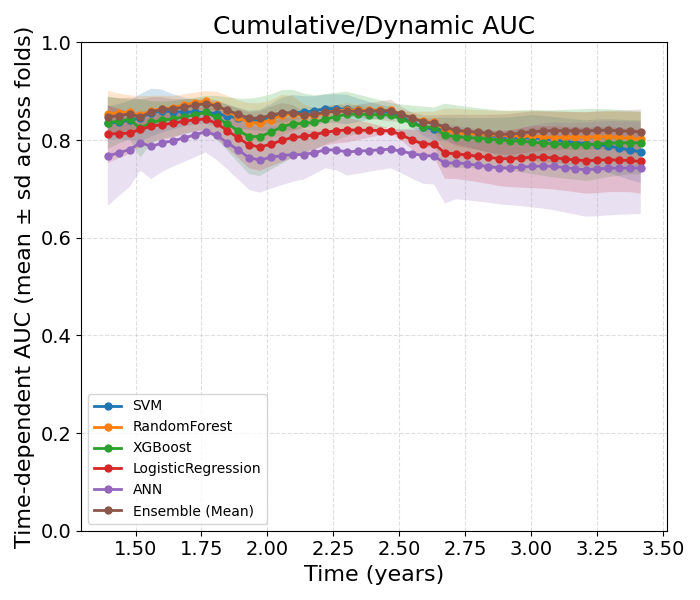 Cumulative/Dynamic AUC
Time-dependent AUC (mean ± sd across folds)
1.0
0.8
0.6
0.4
0.2
0.0
SVM
RandomForest
XGBoost
LogisticRegression
ANN
Ensemble (Mean)
1.50 1.75 2.00 2.25 2.50 2.75 3.00 3.25 3.50
Time (years)